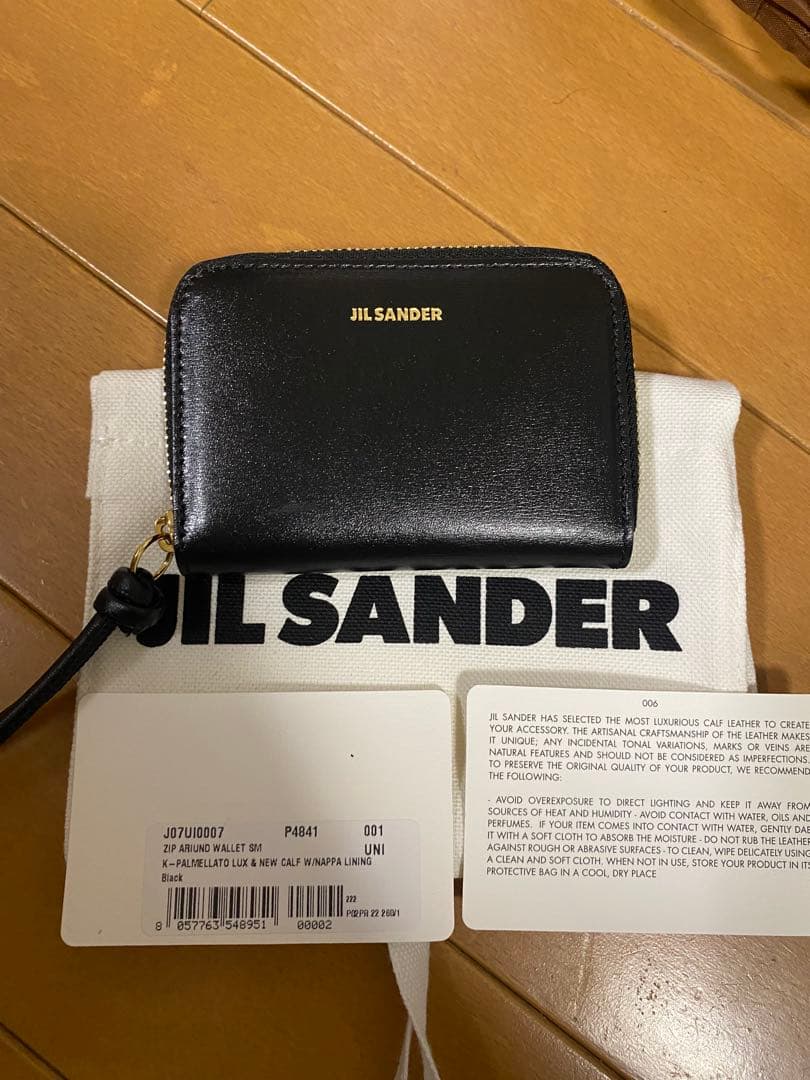 JIL SANDER
JIL SANDER
J07UI0007 P4841 001
ZIP ARIUND WALLET SM UNI
K-PALMELLATO LUX & NEW CALF W/NAPPA LINING
Black
222
P02PR 22 260/1
8 057763 548951 00002
006
JIL SANDER HAS SELECTED THE MOST LUXURIOUS CALF LEATHER TO CREATE
YOUR ACCESSORY. THE ARTISANAL CRAFTSMANSHIP OF THE LEATHER MAKES
IT UNIQUE; ANY INCIDENTAL TONAL VARIATIONS, MARKS OR VEINS ARE
NATURAL FEATURES AND SHOULD NOT BE CONSIDERED AS IMPERFECTIONS.
TO PRESERVE THE ORIGINAL QUALITY OF YOUR PRODUCT, WE RECOMMEND
THE FOLLOWING:
- AVOID OVEREXPOSURE TO DIRECT LIGHTING AND KEEP IT AWAY FROM
SOURCES OF HEAT AND HUMIDITY - AVOID CONTACT WITH WATER, OILS AND
PERFUMES. IF YOUR ITEM COMES INTO CONTACT WITH WATER, GENTLY DAB
IT WITH A SOFT CLOTH TO ABSORB THE MOISTURE - DO NOT RUB THE LEATHER
AGAINST ROUGH OR ABRASIVE SURFACES - TO CLEAN, WIPE DELICATELY USING
A CLEAN AND SOFT CLOTH. WHEN NOT IN USE, STORE YOUR PRODUCT IN ITS
PROTECTIVE BAG IN A COOL, DRY PLACE